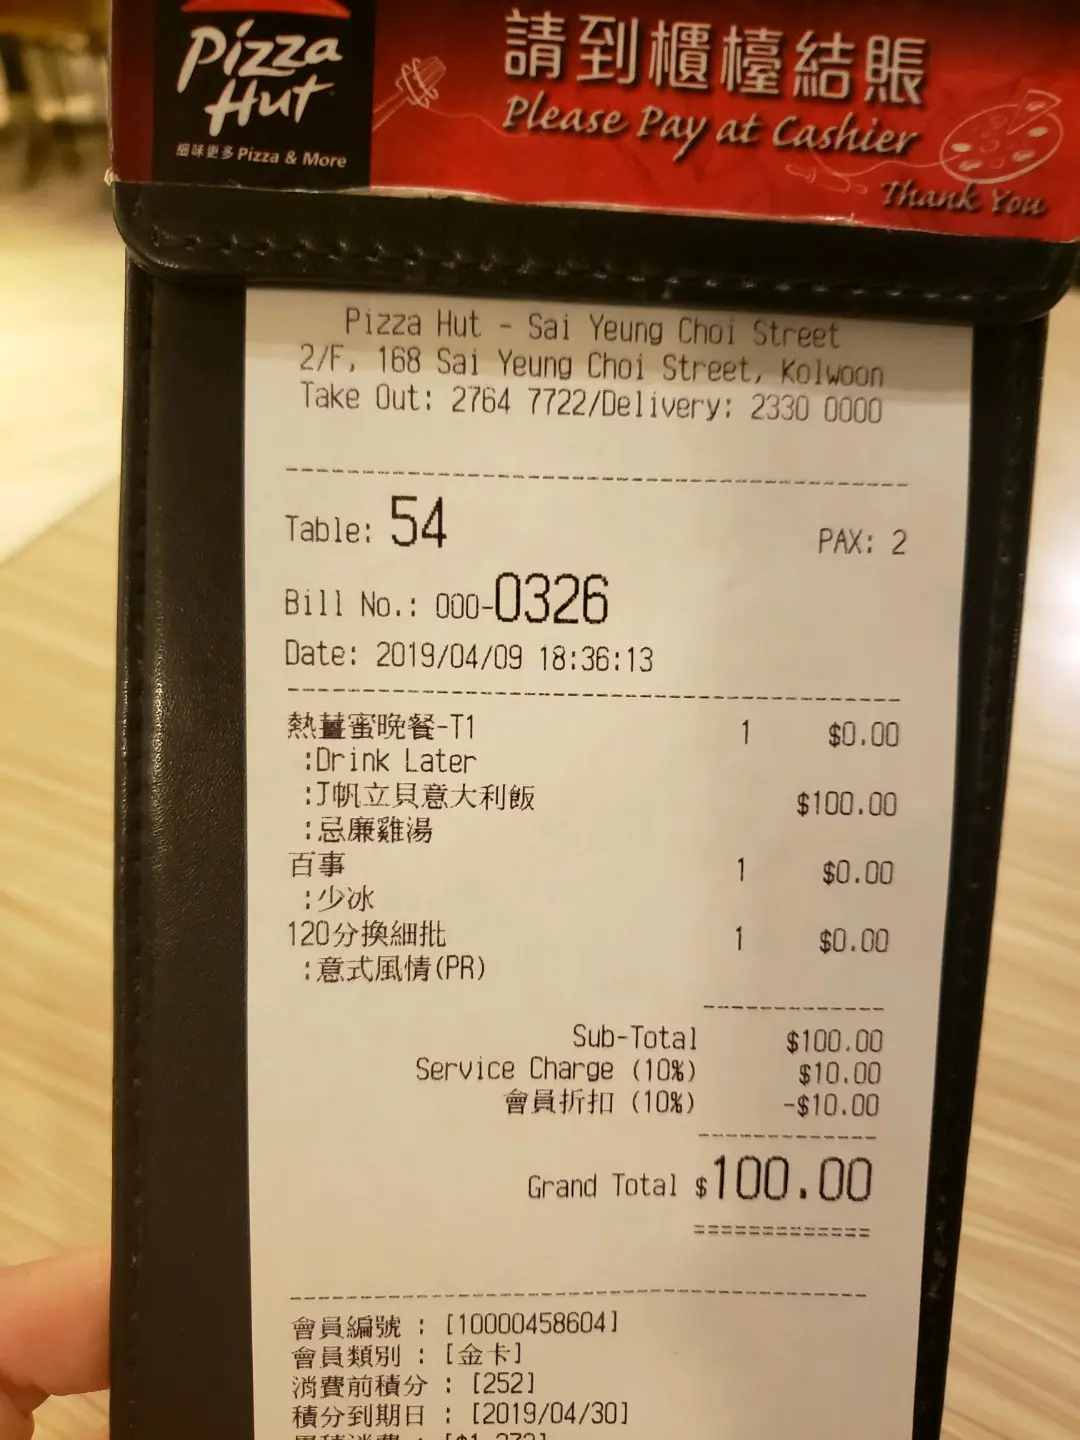 Pizza
Hut
細味更多 Pizza & More
請到櫃檯結賬
Please Pay at Cashier
Thank You
Pizza Hut - Sai Yeung Choi Street
2/F, 168 Sai Yeung Choi Street, Kolwoon
Take Out: 2764 7722/Delivery: 2330 0000
Table: 54 PAX: 2
Bill No.: 000-0326
Date: 2019/04/09 18:36:13
熱薑蜜晚餐-T1 1 $0.00
:Drink Later
:J帆立貝意大利飯 $100.00
:忌廉雞湯
百事 1 $0.00
:少冰
120分換細批 1 $0.00
:意式風情(PR)
Sub-Total $100.00
Service Charge (10%) $10.00
會員折扣 (10%) -$10.00
Grand Total $100.00
會員編號 : [10000458604]
會員類別 : [金卡]
消費前積分 : [252]
積分到期日 : [2019/04/30]